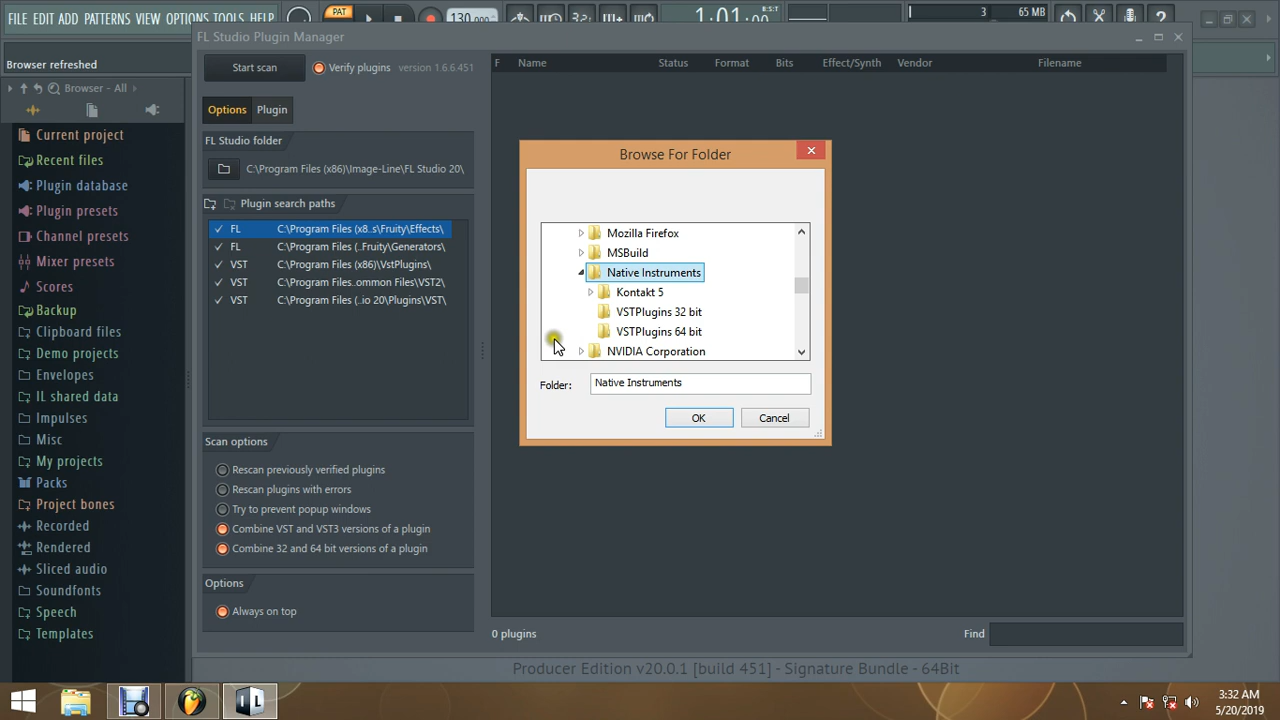 FILE EDIT ADD PATTERNS VIEW OPTIONS TOOLS HELP
PAT
130.000
1:01:00
B:S:T
3
65 MB
Browser refreshed
FL Studio Plugin Manager
Start scan
Verify plugins version 1.6.6.451
F Name Status Format Bits Effect/Synth Vendor Filename
Browser - All
Options Plugin
FL Studio folder
C:\Program Files (x86)\Image-Line\FL Studio 20\
Plugin search paths
FL C:\Program Files (x8..s\Fruity\Effects\
FL C:\Program Files (..Fruity\Generators\
VST C:\Program Files (x86)\VstPlugins\
VST C:\Program Files..ommon Files\VST2\
VST C:\Program Files (..io 20\Plugins\VST\
Scan options
Rescan previously verified plugins
Rescan plugins with errors
Try to prevent popup windows
Combine VST and VST3 versions of a plugin
Combine 32 and 64 bit versions of a plugin
Options
Always on top
Current project
Recent files
Plugin database
Plugin presets
Channel presets
Mixer presets
Scores
Backup
Clipboard files
Demo projects
Envelopes
IL shared data
Impulses
Misc
My projects
Packs
Project bones
Recorded
Rendered
Sliced audio
Soundfonts
Speech
Templates
Browse For Folder
Mozilla Firefox
MSBuild
Native Instruments
Kontakt 5
VSTPlugins 32 bit
VSTPlugins 64 bit
NVIDIA Corporation
Folder: Native Instruments
OK Cancel
0 plugins
Find
Producer Edition v20.0.1 [build 451] - Signature Bundle - 64Bit
3:32 AM
5/20/2019